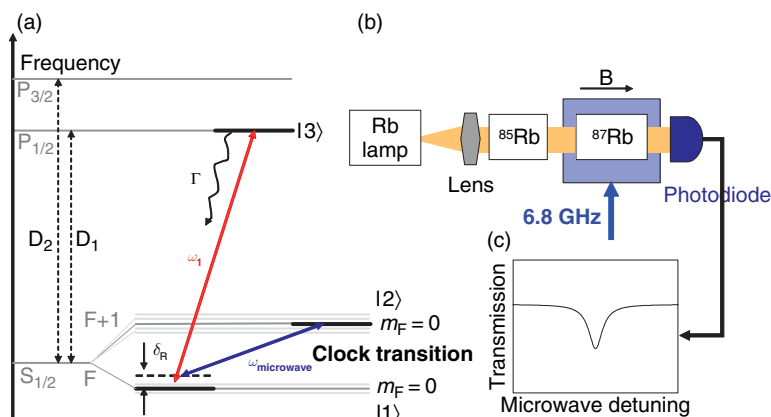 (a)
Frequency
P3/2
P1/2
|3⟩
Γ
D2
D1
ω1
|2⟩
F+1
mF = 0
Clock transition
δR
ωmicrowave
S1/2
F
mF = 0
|1⟩
(b)
B
Rb
lamp
85Rb
87Rb
Lens
Photodiode
6.8 GHz
(c)
Transmission
Microwave detuning